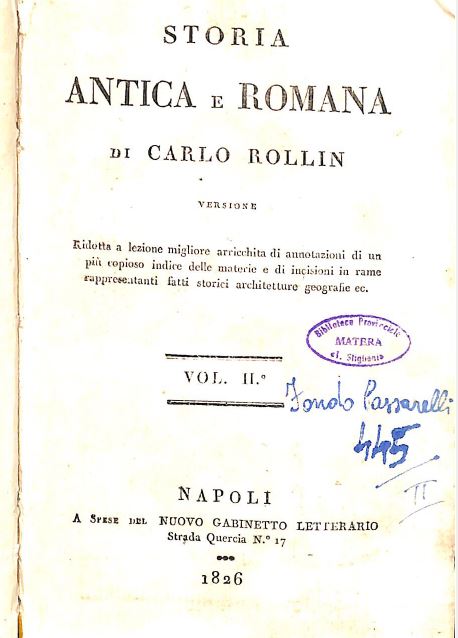 STORIA
ANTICA E ROMANA
DI CARLO ROLLIN
VERSIONE
Ridotta a lezione migliore arricchita di annotazioni di un
più copioso indice delle materie e di incisioni in rame
rappresentanti fatti storici architetture geografie ec.
Biblioteca Provinciale
MATERA
«T. Stigliani»
VOL. II.°
Fondo Passarelli
445
II
NAPOLI
A SPESE DEL NUOVO GABINETTO LETTERARIO
Strada Quercia N.° 17
1826